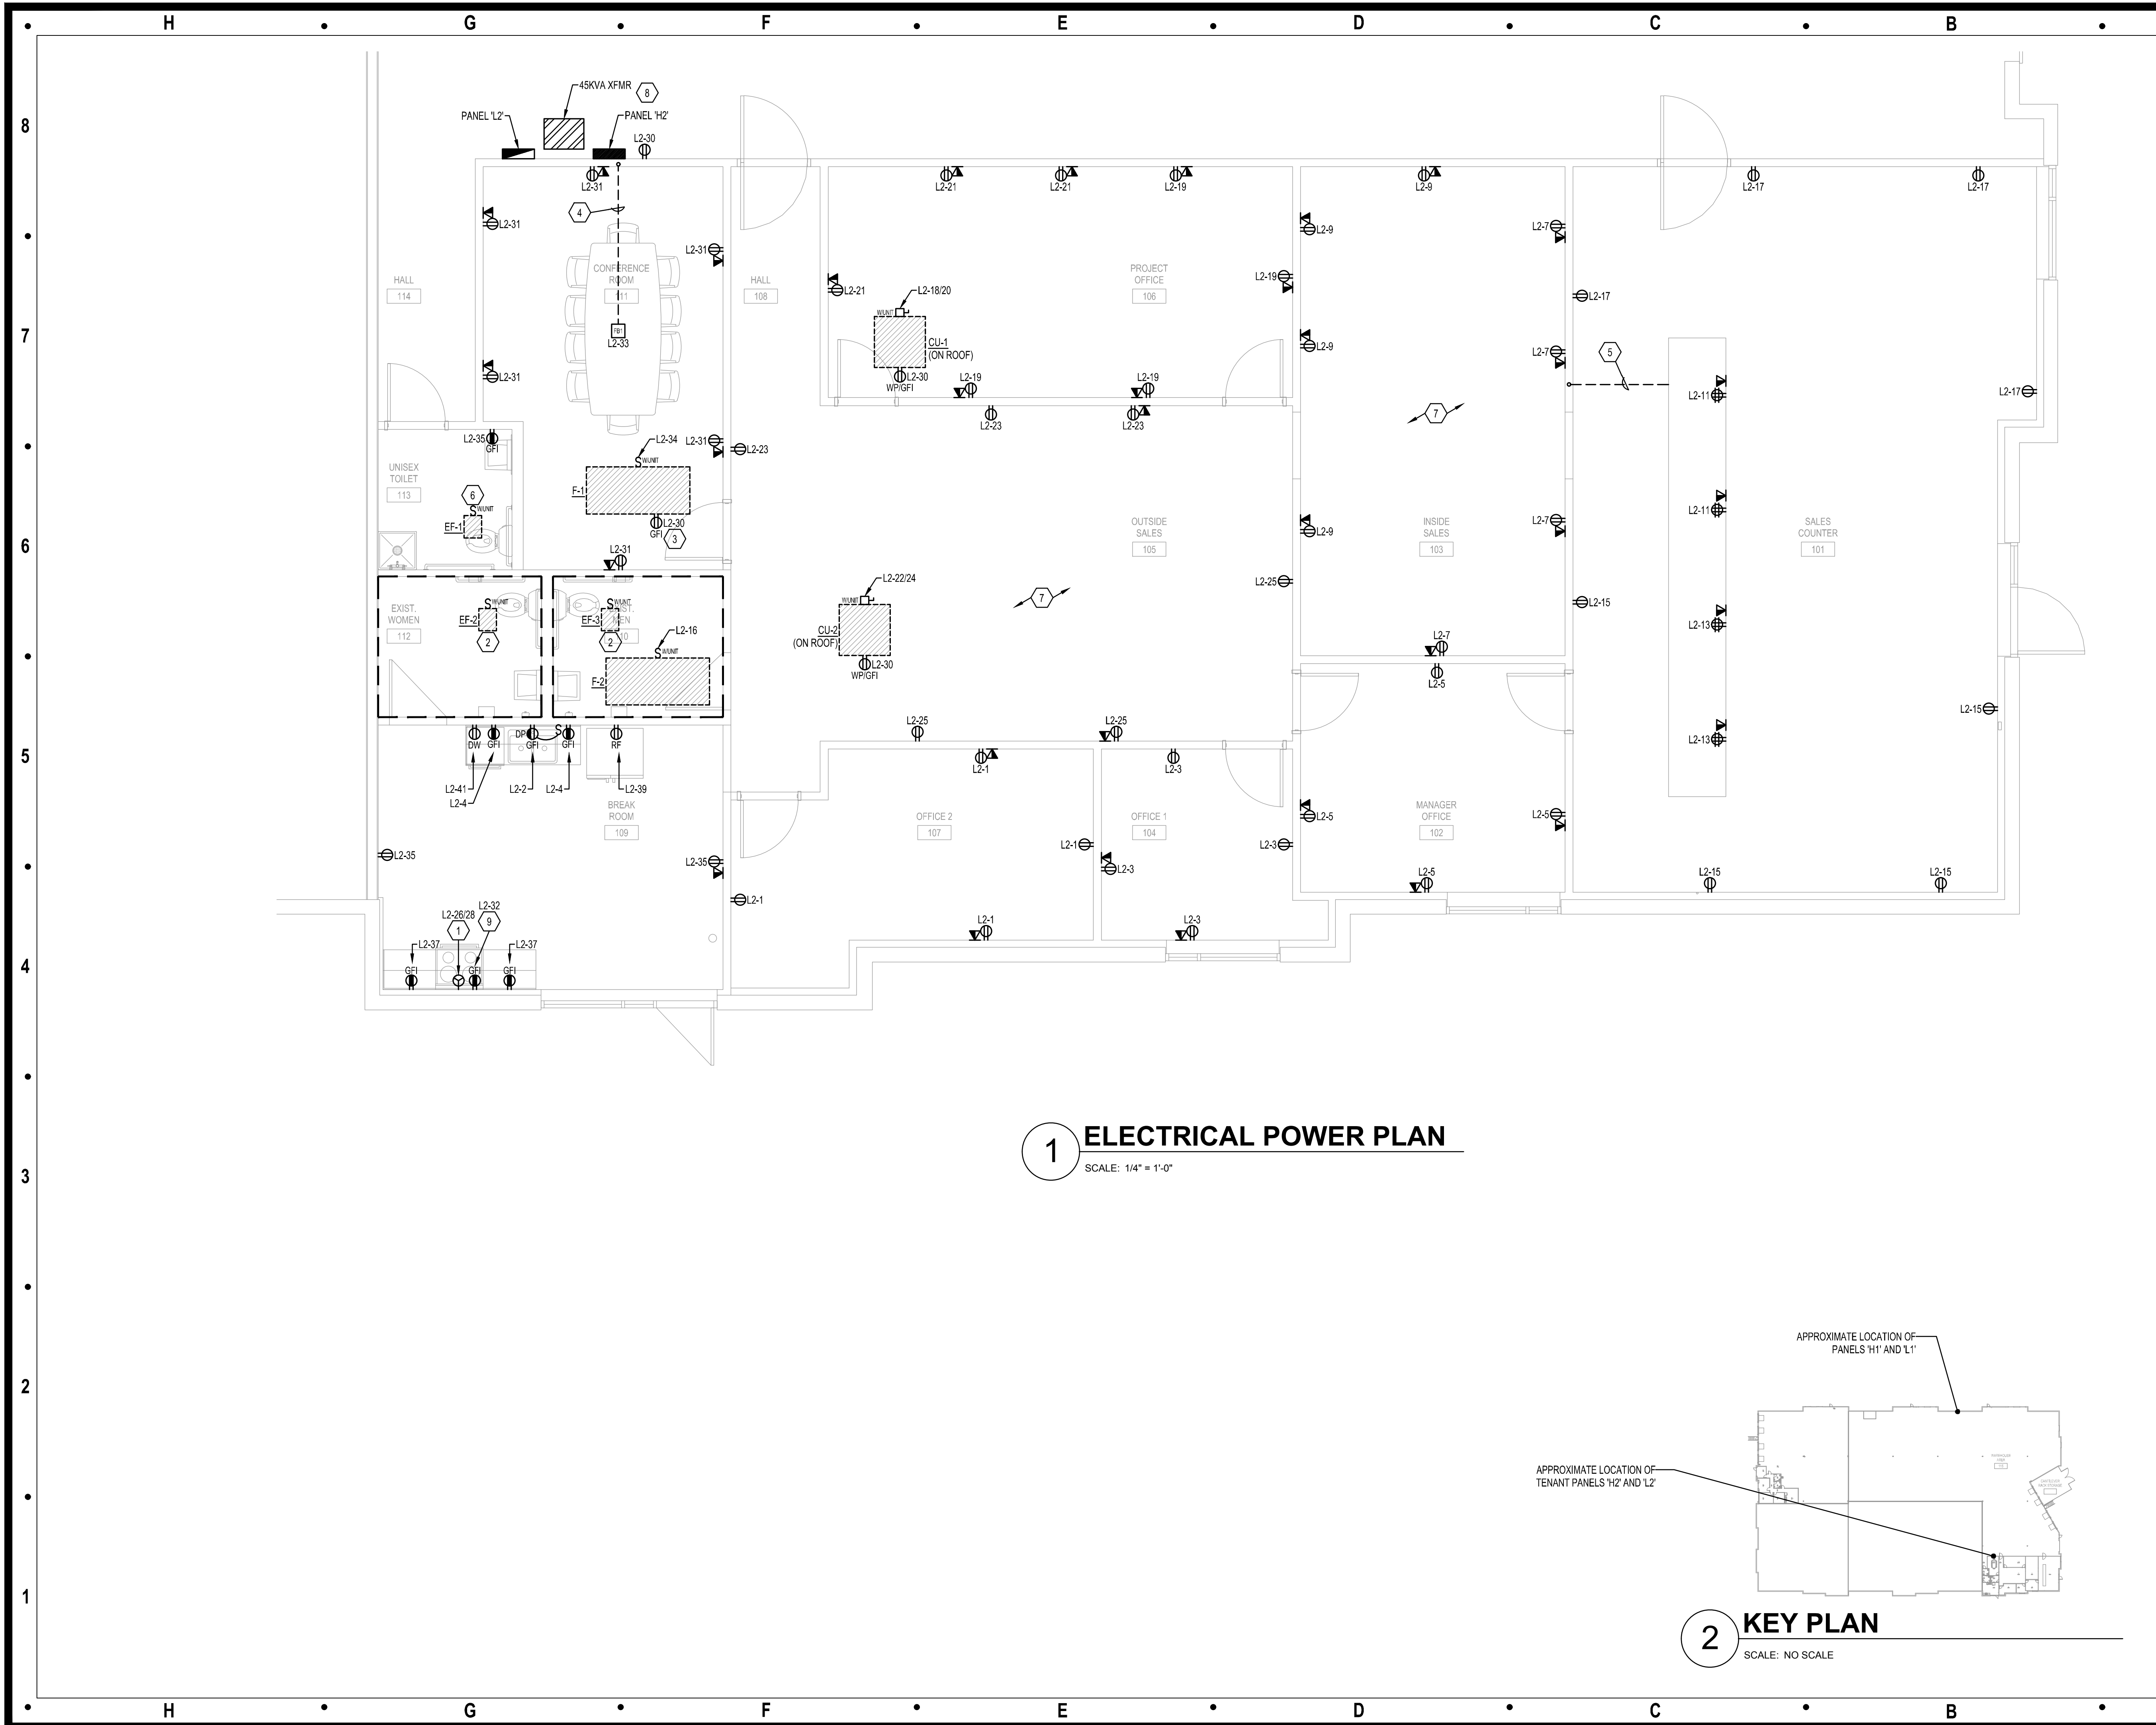 H G F E D C B
8
45KVA XFMR
8
PANEL 'L2'
PANEL 'H2'
L2-30
L2-31
L2-21
L2-21
L2-19
L2-9
L2-17
L2-17
4
L2-31
L2-9
L2-7
L2-31
HALL
114
CONFERENCE
ROOM
111
HALL
108
PROJECT
OFFICE
106
L2-19
L2-21
L2-18/20
L2-17
W/UNIT
7
FB1
L2-33
CU-1
(ON ROOF)
L2-9
L2-7
5
L2-31
L2-30
WP/GFI
L2-19
L2-19
L2-11
L2-17
7
L2-23
L2-23
L2-35
GFI
L2-34
L2-31
L2-23
W/UNIT
UNISEX
TOILET
113
6
W/UNIT
S
F-1
EF-1
L2-30
GFI
3
L2-11
OUTSIDE
SALES
105
INSIDE
SALES
103
SALES
COUNTER
101
L2-9
L2-7
6
L2-31
L2-25
L2-22/24
W/UNIT
7
L2-15
EXIST.
WOMEN
112
S W/UNIT
EF-2
2
S W/UNIT
EF-3
MEN
2
L2-16
S W/UNIT
F-2
CU-2
(ON ROOF)
L2-30
WP/GFI
L2-13
L2-7
L2-5
L2-15
L2-25
L2-25
L2-13
DW
GFI
DP
GFI
S
GFI
RF
5
L2-1
L2-3
L2-41
L2-4
L2-2
L2-4
L2-39
BREAK
ROOM
109
OFFICE 2
107
OFFICE 1
104
MANAGER
OFFICE
102
L2-5
L2-5
L2-35
L2-35
L2-1
L2-3
L2-3
L2-1
L2-5
L2-15
L2-15
L2-32
L2-26/28
1
9
L2-1
L2-3
L2-37
L2-37
GFI
GFI
GFI
4
1
ELECTRICAL POWER PLAN
SCALE: 1/4" = 1'-0"
3
APPROXIMATE LOCATION OF
PANELS 'H1' AND 'L1'
2
APPROXIMATE LOCATION OF
TENANT PANELS 'H2' AND 'L2'
1
2
KEY PLAN
SCALE: NO SCALE
H G F E D C B